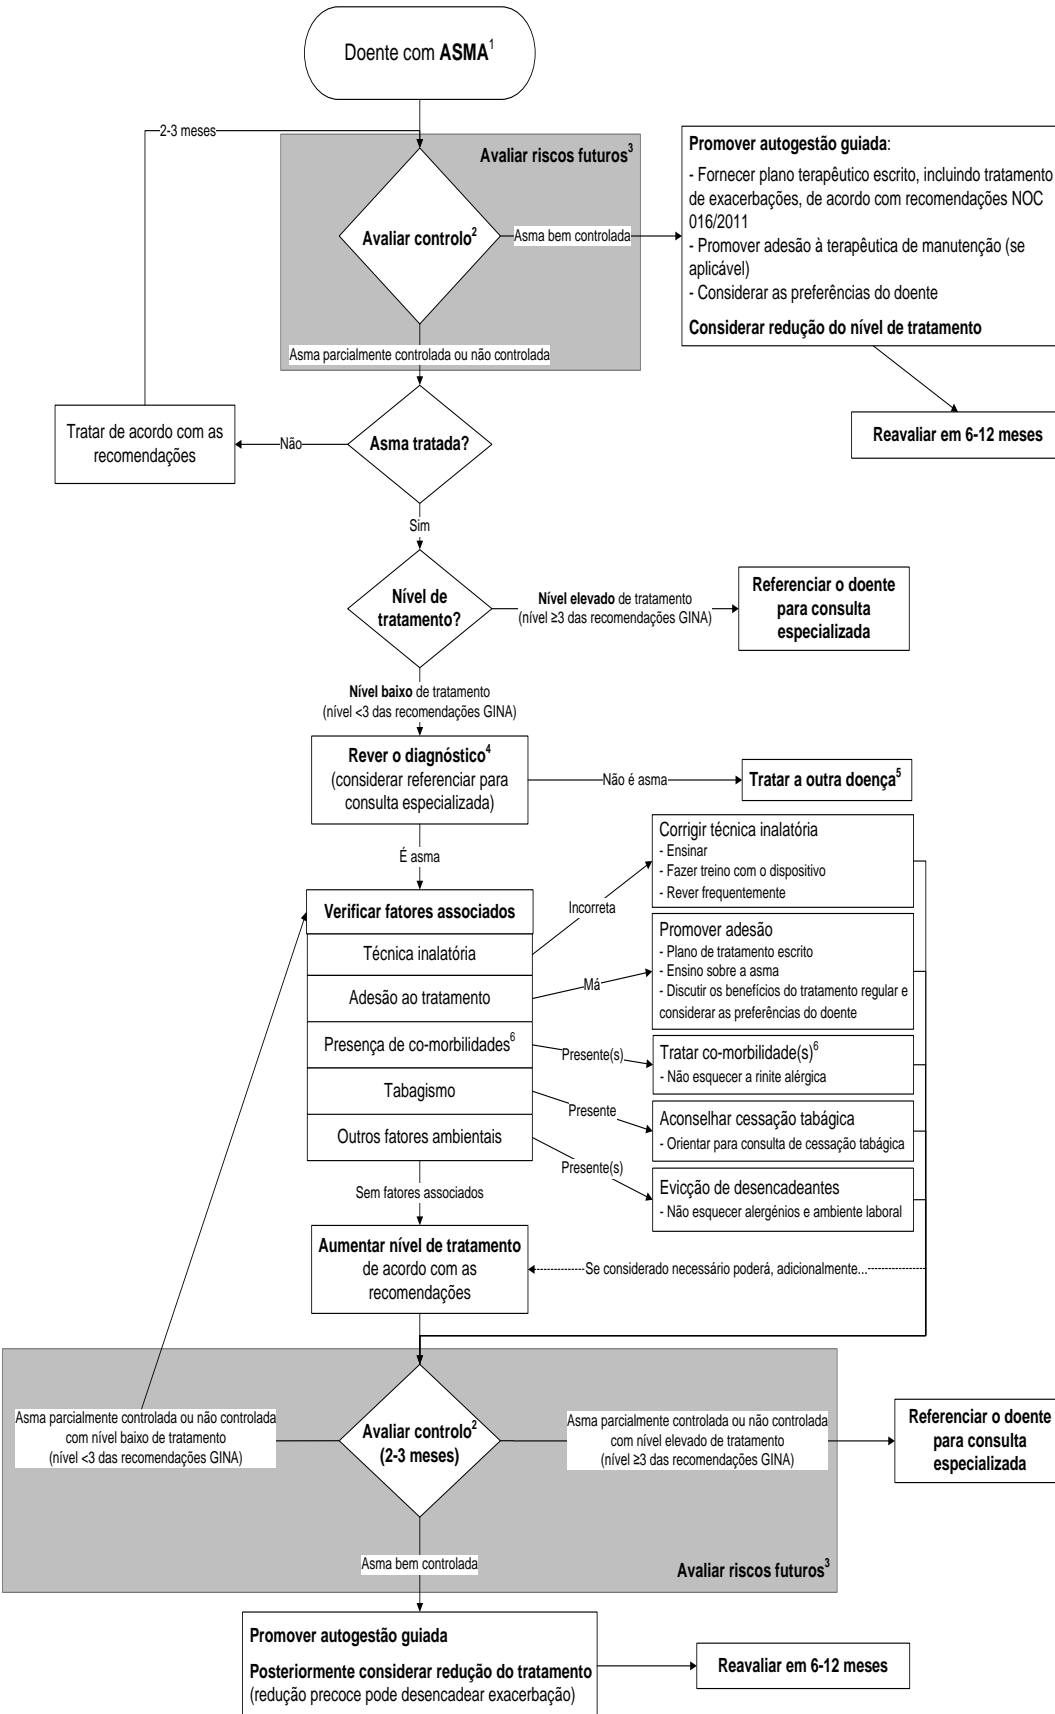 Doente com ASMA1
2-3 meses
Avaliar riscos futuros3
Avaliar controlo2
Asma bem controlada
Promover autogestão guiada:
- Fornecer plano terapêutico escrito, incluindo tratamento
de exacerbações, de acordo com recomendações NOC
016/2011
- Promover adesão à terapêutica de manutenção (se
aplicável)
- Considerar as preferências do doente
Considerar redução do nível de tratamento
Reavaliar em 6-12 meses
Asma parcialmente controlada ou não controlada
Asma tratada?
Não
Tratar de acordo com as
recomendações
Sim
Nível de
tratamento?
Nível elevado de tratamento
(nível ≥3 das recomendações GINA)
Referenciar o doente
para consulta
especializada
Nível baixo de tratamento
(nível <3 das recomendações GINA)
Rever o diagnóstico4
(considerar referenciar para
consulta especializada)
Não é asma
Tratar a outra doença5
É asma
Verificar fatores associados
Técnica inalatória
Adesão ao tratamento
Presença de co-morbilidades6
Tabagismo
Outros fatores ambientais
Incorreta
Corrigir técnica inalatória
- Ensinar
- Fazer treino com o dispositivo
- Rever frequentemente
Má
Promover adesão
- Plano de tratamento escrito
- Ensino sobre a asma
- Discutir os benefícios do tratamento regular e
considerar as preferências do doente
Presente(s)
Tratar co-morbilidade(s)6
- Não esquecer a rinite alérgica
Presente
Aconselhar cessação tabágica
- Orientar para consulta de cessação tabágica
Presente(s)
Evicção de desencadeantes
- Não esquecer alergénios e ambiente laboral
Sem fatores associados
Aumentar nível de tratamento
de acordo com as
recomendações
Se considerado necessário poderá, adicionalmente...
Asma parcialmente controlada ou não controlada
com nível baixo de tratamento
(nível <3 das recomendações GINA)
Avaliar controlo2
(2-3 meses)
Asma parcialmente controlada ou não controlada
com nível elevado de tratamento
(nível ≥3 das recomendações GINA)
Referenciar o doente
para consulta
especializada
Asma bem controlada
Avaliar riscos futuros3
Promover autogestão guiada
Posteriormente considerar redução do tratamento
(redução precoce pode desencadear exacerbação)
Reavaliar em 6-12 meses